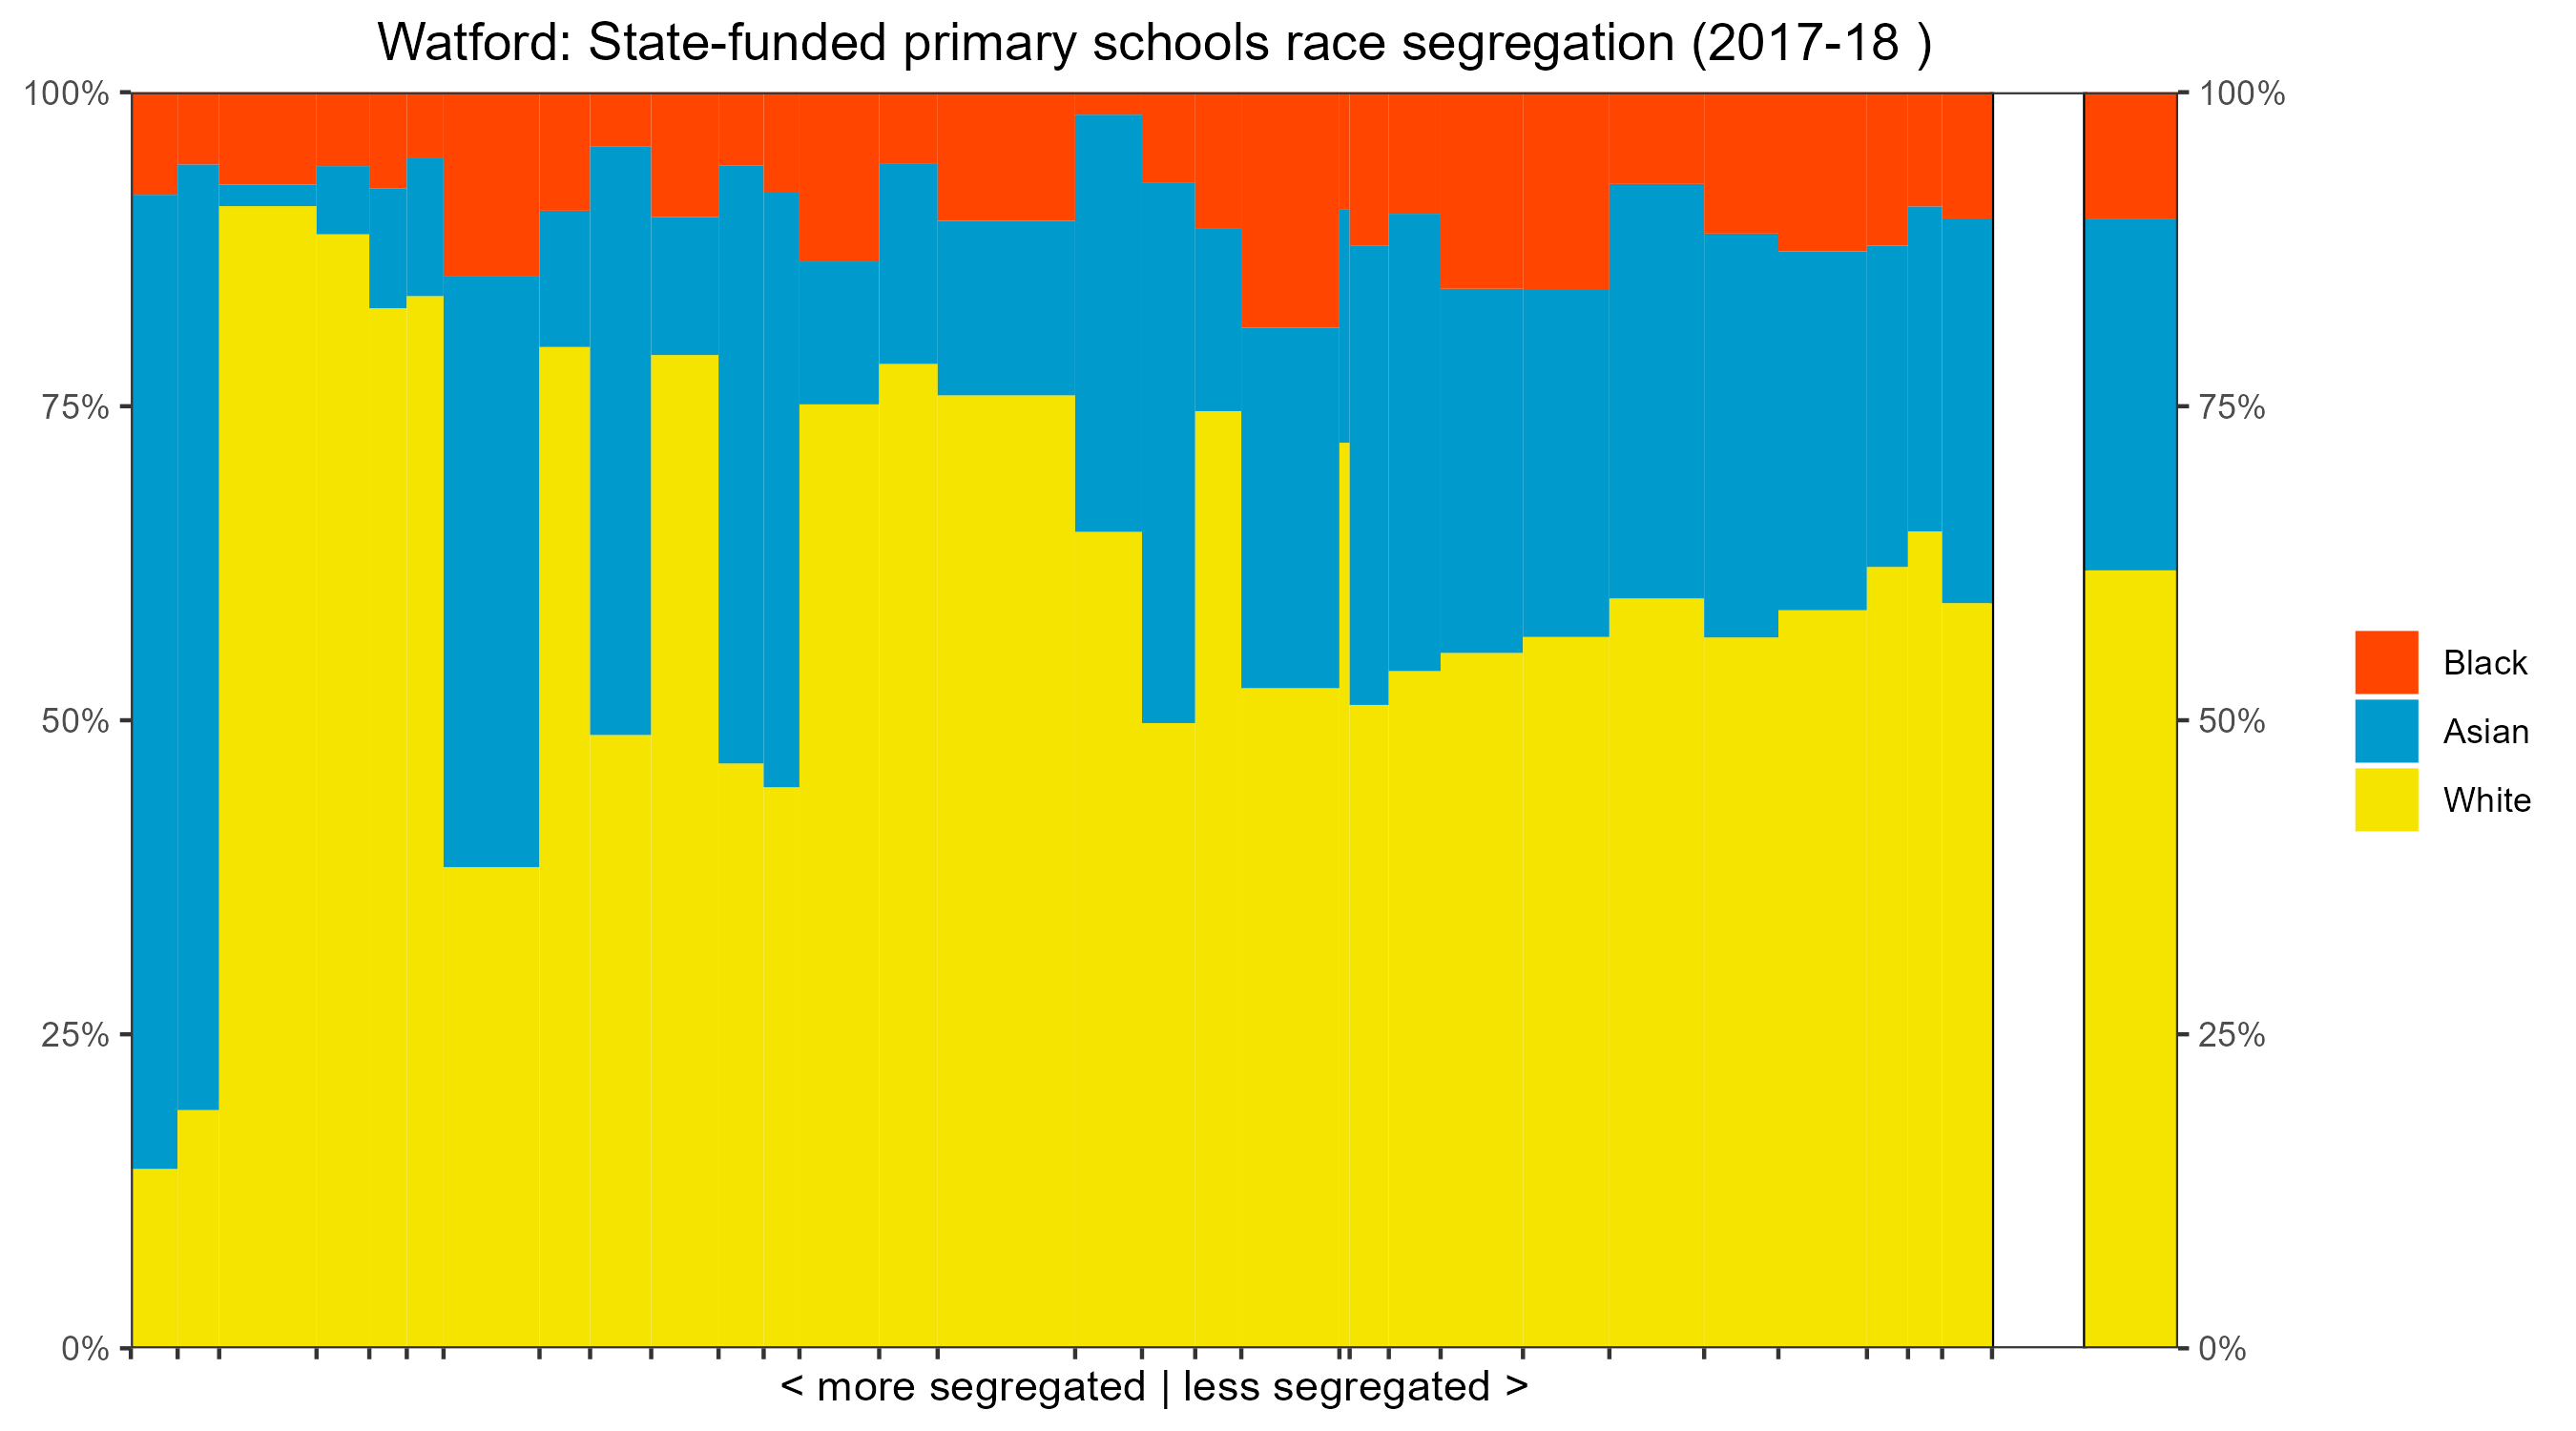 Watford: State-funded primary schools race segregation (2017-18 )
100%
75%
50%
25%
0%
100%
75%
50%
25%
0%
Black
Asian
White
< more segregated | less segregated >